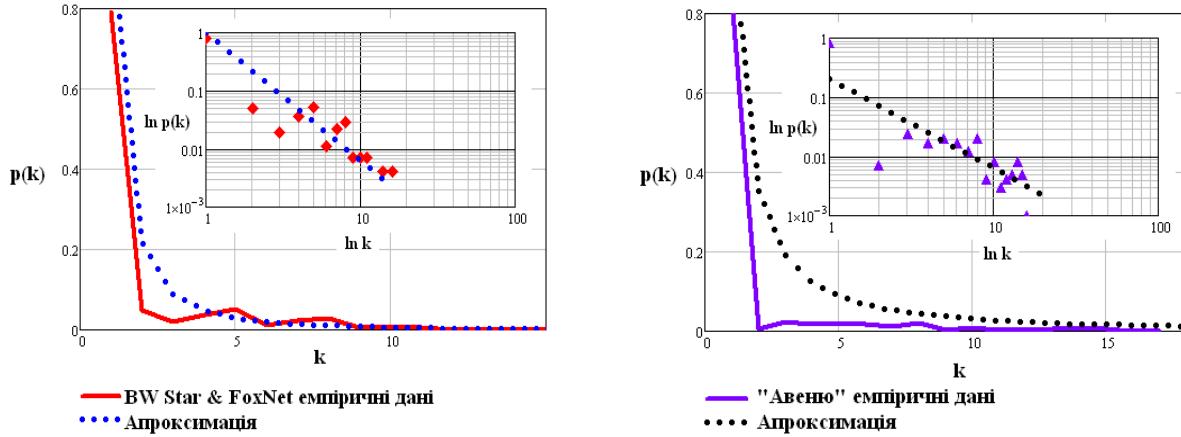 0.8
0.6
0.4
0.2
0
p(k)
1
0.1
0.01
1×10⁻³
ln p(k)
1
10
100
ln k
0
5
10
k
BW Star & FoxNet емпіричні дані
Апроксимація
0.8
0.6
0.4
0.2
0
p(k)
1
0.1
0.01
1×10⁻³
ln p(k)
1
10
100
ln k
0
5
10
15
k
"Авеню" емпіричні дані
Апроксимація